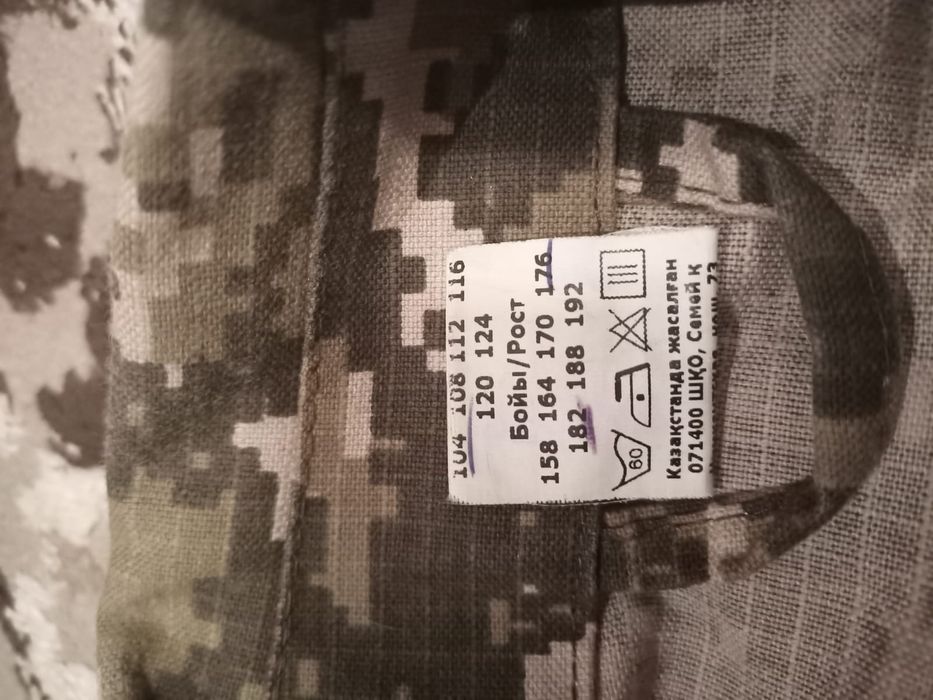 104 108 112 116
120 124
Бойы/Рост
158 164 170 176
182 188 192
60
Казақстанда жасалған
071400 ШҚО, Семей қ